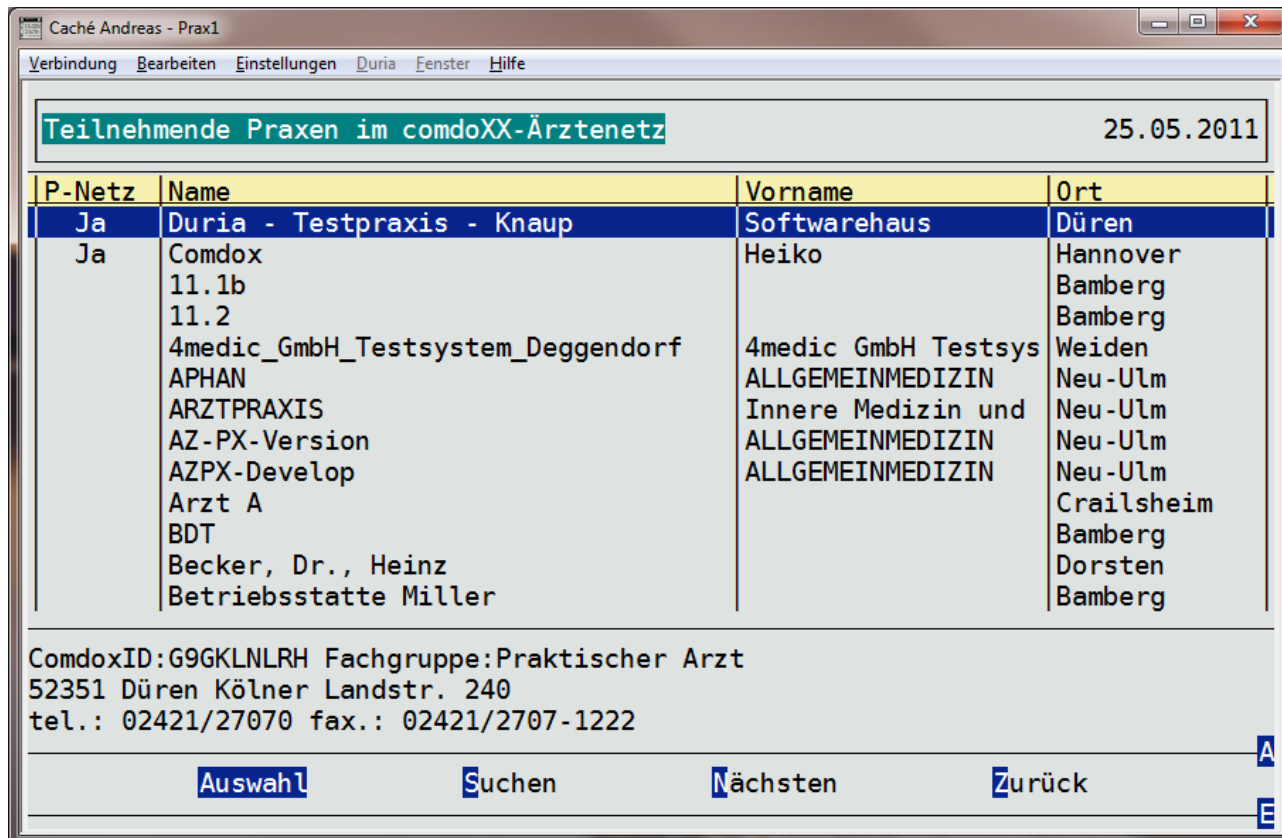 Caché Andreas - Prax1
Verbindung Bearbeiten Einstellungen Duria Fenster Hilfe
Teilnehmende Praxen im comdoXX-Ärztenetz 25.05.2011
P-Netz Name Vorname Ort
Ja Duria - Testpraxis - Knaup Softwarehaus Düren
Ja Comdox Heiko Hannover
11.1b Bamberg
11.2 Bamberg
4medic_GmbH_Testsystem_Deggendorf 4medic GmbH Testsys Weiden
APHAN ALLGEMEINMEDIZIN Neu-Ulm
ARZTPRAXIS Innere Medizin und Neu-Ulm
AZ-PX-Version ALLGEMEINMEDIZIN Neu-Ulm
AZPX-Develop ALLGEMEINMEDIZIN Neu-Ulm
Arzt A Crailsheim
BDT Bamberg
Becker, Dr., Heinz Dorsten
Betriebsstatte Miller Bamberg
ComdoxID:G9GKLNLRH Fachgruppe:Praktischer Arzt
52351 Düren Kölner Landstr. 240
tel.: 02421/27070 fax.: 02421/2707-1222
A
Auswahl Suchen Nächsten Zurück
E